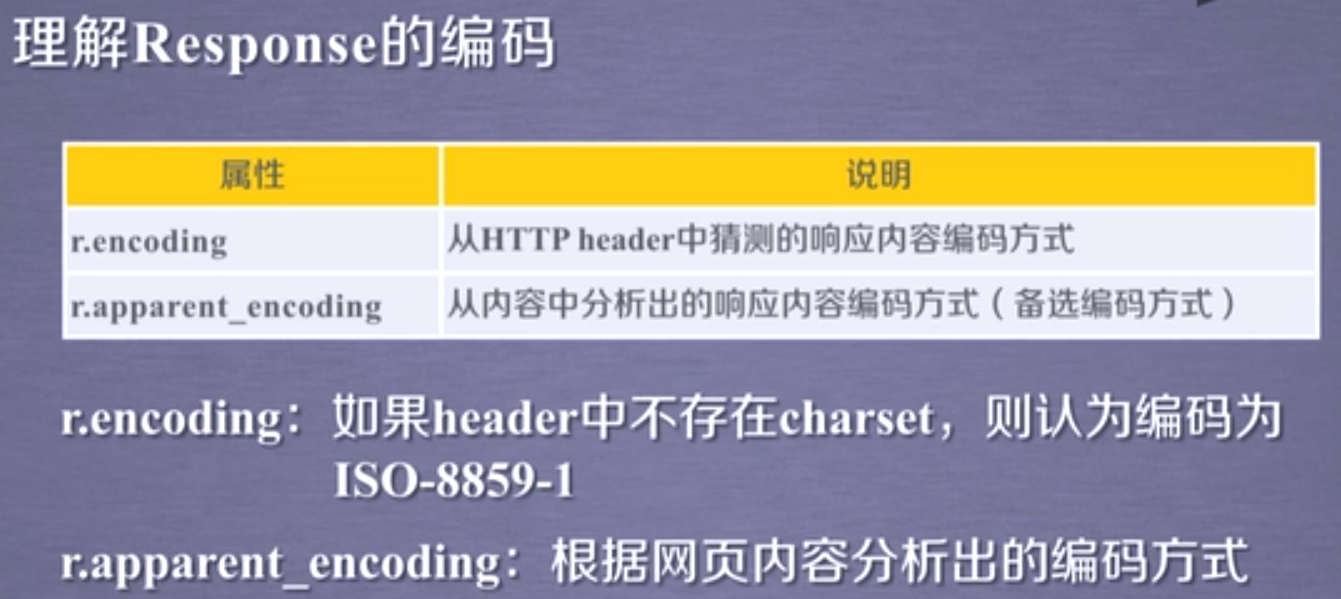 理解Response的编码
属性 说明
r.encoding 从HTTP header中猜测的响应内容编码方式
r.apparent_encoding 从内容中分析出的响应内容编码方式（备选编码方式）
r.encoding：如果header中不存在charset，则认为编码为
ISO-8859-1
r.apparent_encoding：根据网页内容分析出的编码方式